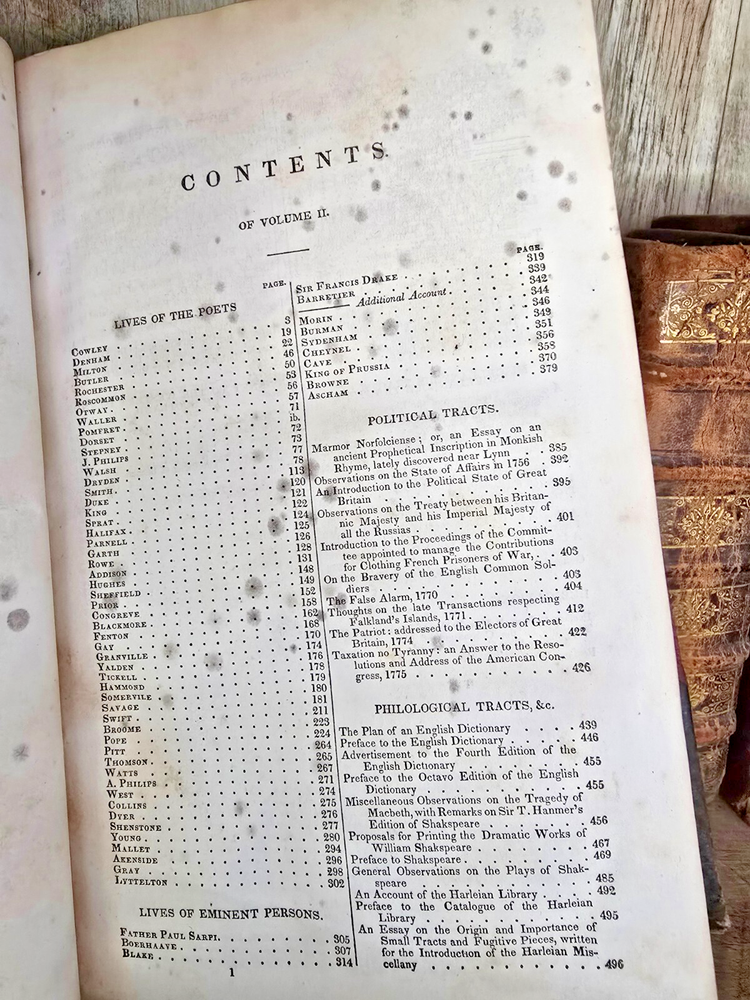 CONTENTS
OF VOLUME II.
PAGE.
LIVES OF THE POETS
COWLEY 3
DENHAM 19
MILTON 22
BUTLER 46
ROCHESTER 50
ROSCOMMON 53
OTWAY 56
WALLER 57
POMFRET 71
DORSET ib.
STEPNEY 72
J. PHILIPS 73
WALSH 77
DRYDEN 78
SMITH 113
DUKE 120
KING 121
SPRAT 122
HALIFAX 124
PARNELL 125
GARTH 126
ROWE 128
ADDISON 131
HUGHES 148
SHEFFIELD 149
PRIOR 152
CONGREVE 158
BLACKMORE 162
FENTON 168
GAY 170
GRANVILLE 174
YALDEN 176
TICKELL 178
HAMMOND 179
SOMERVILE 180
SAVAGE 181
SWIFT 211
BROOME 223
POPE 224
PITT 264
THOMSON 265
WATTS 267
A. PHILIPS 271
WEST 274
COLLINS 275
DYER 276
SHENSTONE 277
YOUNG 280
MALLET 294
AKENSIDE 296
GRAY 298
LYTTELTON 302
LIVES OF EMINENT PERSONS.
FATHER PAUL SARPI. 305
BOERHAAVE 307
BLAKE 314
1
PAGE.
SIR FRANCIS DRAKE 319
BARRETIER 339
Additional Account 342
MORIN 344
BURMAN 346
SYDENHAM 349
CHEYNEL 351
CAVE 356
KING OF PRUSSIA 358
BROWNE 370
ASCHAM 379
POLITICAL TRACTS.
Marmor Norfolciense; or, an Essay on an
ancient Prophetical Inscription in Monkish
Rhyme, lately discovered near Lynn 385
Observations on the State of Affairs in 1756 392
An Introduction to the Political State of Great
Britain 395
Observations on the Treaty between his Britan-
nic Majesty and his Imperial Majesty of
all the Russias 401
Introduction to the Proceedings of the Commit-
tee appointed to manage the Contributions
for Clothing French Prisoners of War, 403
On the Bravery of the English Common Sol-
diers 403
The False Alarm, 1770 404
Thoughts on the late Transactions respecting
Falkland's Islands, 1771 412
The Patriot: addressed to the Electors of Great
Britain, 1774 422
Taxation no Tyranny: an Answer to the Reso-
lutions and Address of the American Con-
gress, 1775 426
PHILOLOGICAL TRACTS, &c.
The Plan of an English Dictionary 439
Preface to the English Dictionary 446
Advertisement to the Fourth Edition of the
English Dictionary 455
Preface to the Octavo Edition of the English
Dictionary 455
Miscellaneous Observations on the Tragedy of
Macbeth, with Remarks on Sir T. Hanmer's
Edition of Shakspeare 456
Proposals for Printing the Dramatic Works of
William Shakespeare 467
Preface to Shakespeare 469
General Observations on the Plays of Shak-
speare 485
An Account of the Harleian Library 492
Preface to the Catalogue of the Harleian
Library 495
An Essay on the Origin and Importance of
Small Tracts and Fugitive Pieces, written
for the Introduction of the Harleian Mis-
cellany 496